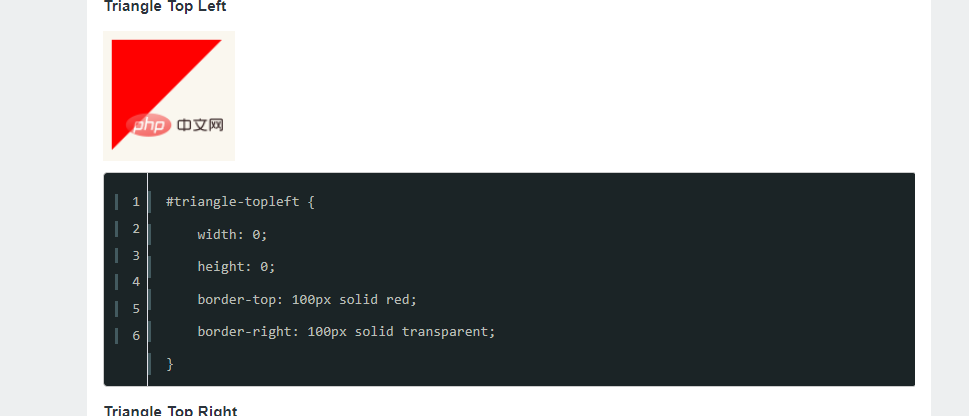 Triangle Top Left
php 中文网
1 #triangle-topleft {
2 width: 0;
3 height: 0;
4 border-top: 100px solid red;
5 border-right: 100px solid transparent;
6 }
Triangle Top Right